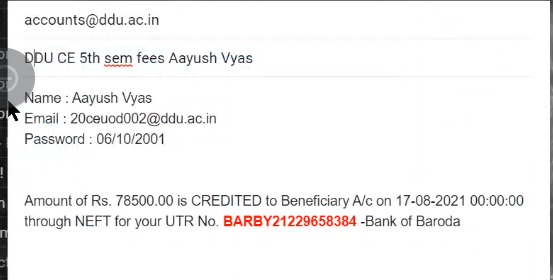 accounts@ddu.ac.in
DDU CE 5th sem fees Aayush Vyas
Name : Aayush Vyas
Email : 20ceuod002@ddu.ac.in
Password : 06/10/2001
Amount of Rs. 78500.00 is CREDITED to Beneficiary A/c on 17-08-2021 00:00:00
through NEFT for your UTR No. BARBY21229658384 -Bank of Baroda